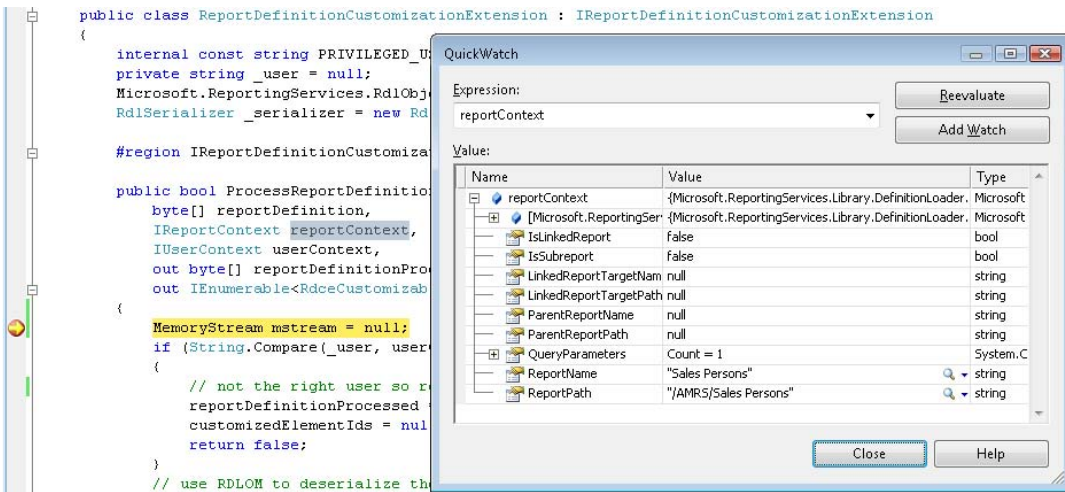 public class ReportDefinitionCustomizationExtension : IReportDefinitionCustomizationExtension
{
internal const string PRIVILEGED_U
private string _user = null;
Microsoft.ReportingServices.RdlObj
RdlSerializer _serializer = new Rd
#region IReportDefinitionCustomiza
public bool ProcessReportDefinition
byte[] reportDefinition,
IReportContext reportContext,
IUserContext userContext,
out byte[] reportDefinitionPro
out IEnumerable<RdceCustomizab
{
MemoryStream mstream = null;
if (String.Compare(_user, user
{
// not the right user so r
reportDefinitionProcessed
customizedElementIds = nul
return false;
}
// use RDLOM to deserialize th
QuickWatch
Expression:
reportContext
Reevaluate
Add Watch
Value:
Name Value Type
reportContext {Microsoft.ReportingServices.Library.DefinitionLoader. Microsoft
[Microsoft.ReportingSer {Microsoft.ReportingServices.Library.DefinitionLoader. Microsoft
IsLinkedReport false bool
IsSubreport false bool
LinkedReportTargetNam null string
LinkedReportTargetPath null string
ParentReportName null string
ParentReportPath null string
QueryParameters Count = 1 System.C
ReportName "Sales Persons" string
ReportPath "/AMRS/Sales Persons" string
Close Help